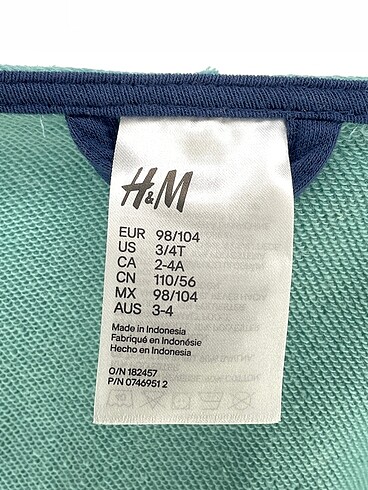 H&M
EUR 98/104
US 3/4T
CA 2-4A
CN 110/56
MX 98/104
AUS 3-4
Made in Indonesia
Fabriqué en Indonésie
Hecho en Indonesia
O/N 182457
P/N 0746951 2